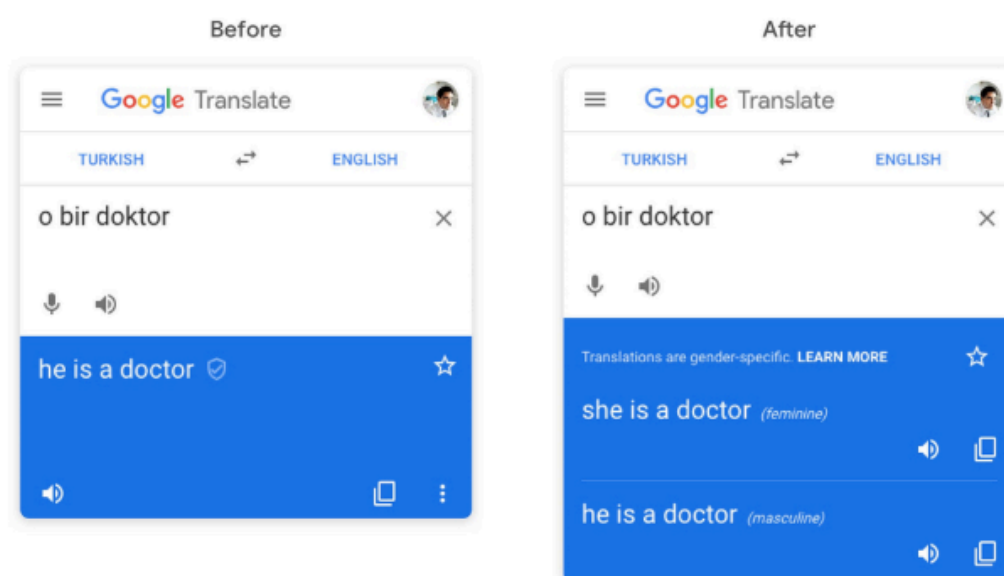 Before
Google Translate
TURKISH
ENGLISH
o bir doktor
he is a doctor
After
Google Translate
TURKISH
ENGLISH
o bir doktor
Translations are gender-specific. LEARN MORE
she is a doctor (feminine)
he is a doctor (masculine)